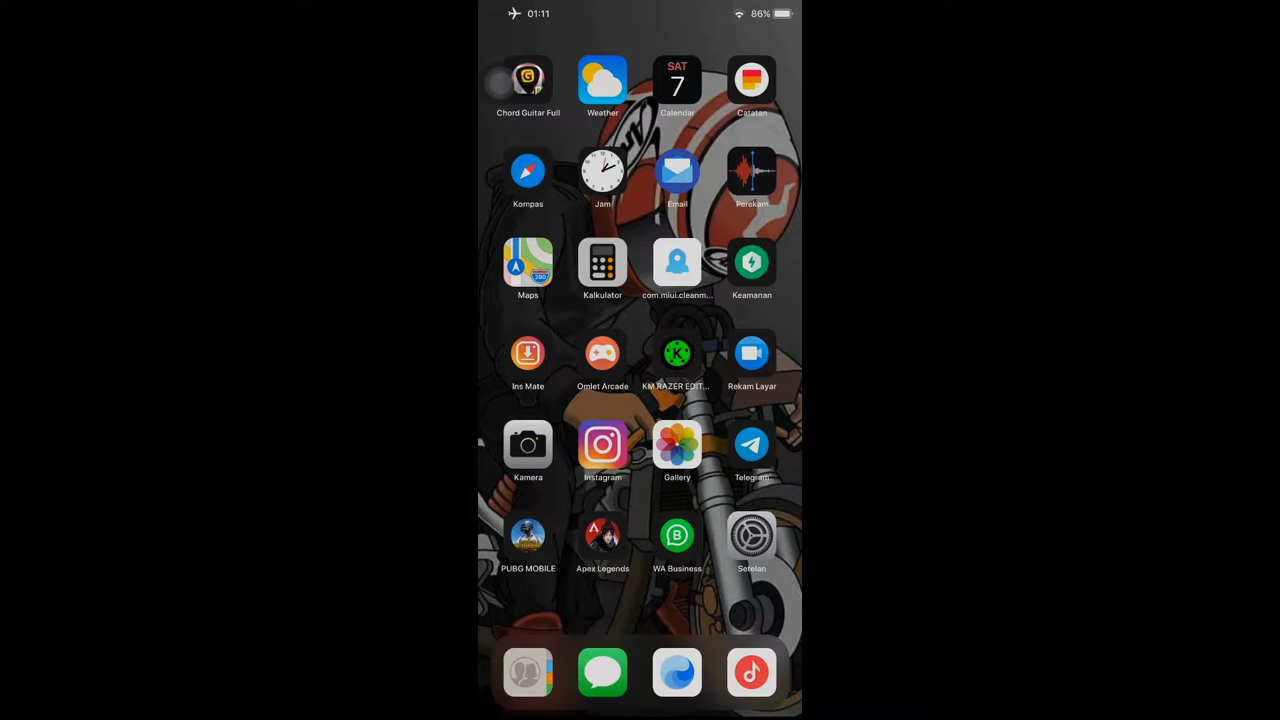 01:11
86%
Chord Guitar Full
Weather
SAT
7
Calendar
Catatan
Kompas
Jam
Email
Perekam
280
Maps
Kalkulator
com.miui.cleanm...
Keamanan
Ins Mate
Omlet Arcade
K
KM RAZER EDIT...
Rekam Layar
Kamera
Instagram
Gallery
Telegram
PUBG MOBILE
Apex Legends
B
WA Business
Setelan